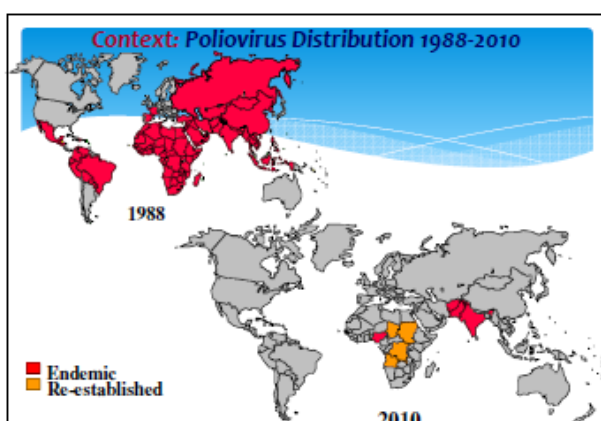 Context: Poliovirus Distribution 1988-2010
1988
Endemic
Re-established
2010